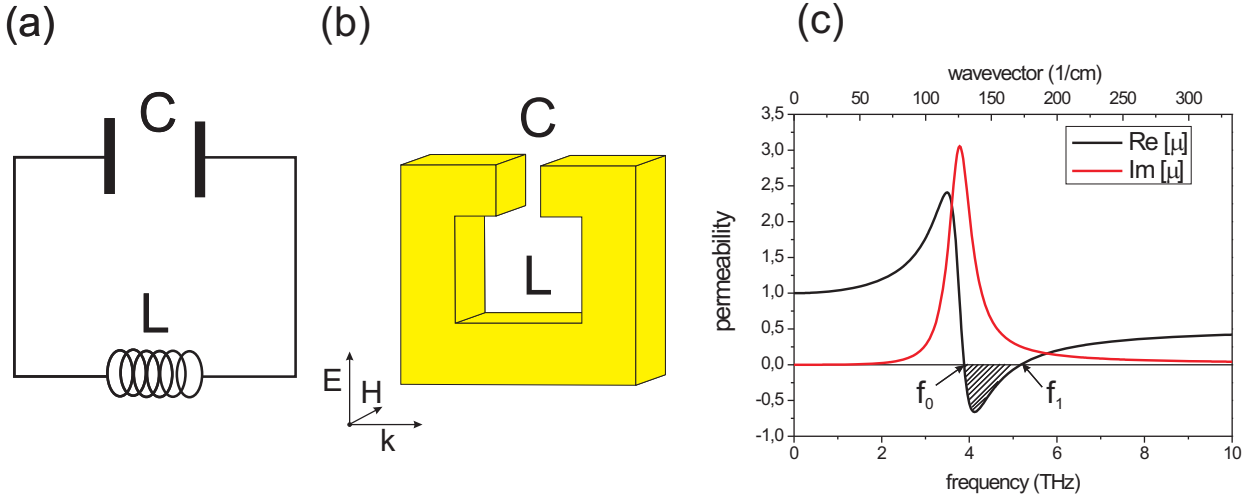 (a)
C
L
(b)
C
L
E
H
k
(c)
wavevector (1/cm)
0 50 100 150 200 250 300
3,5
3,0
2,5
2,0
1,5
1,0
0,5
0,0
-0,5
-1,0
permeability
Re [μ]
Im [μ]
f0
f1
0 2 4 6 8 10
frequency (THz)